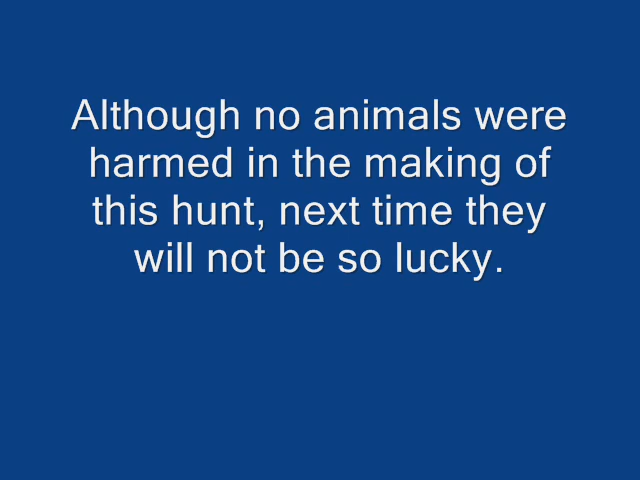 Although no animals were
harmed in the making of
this hunt, next time they
will not be so lucky.